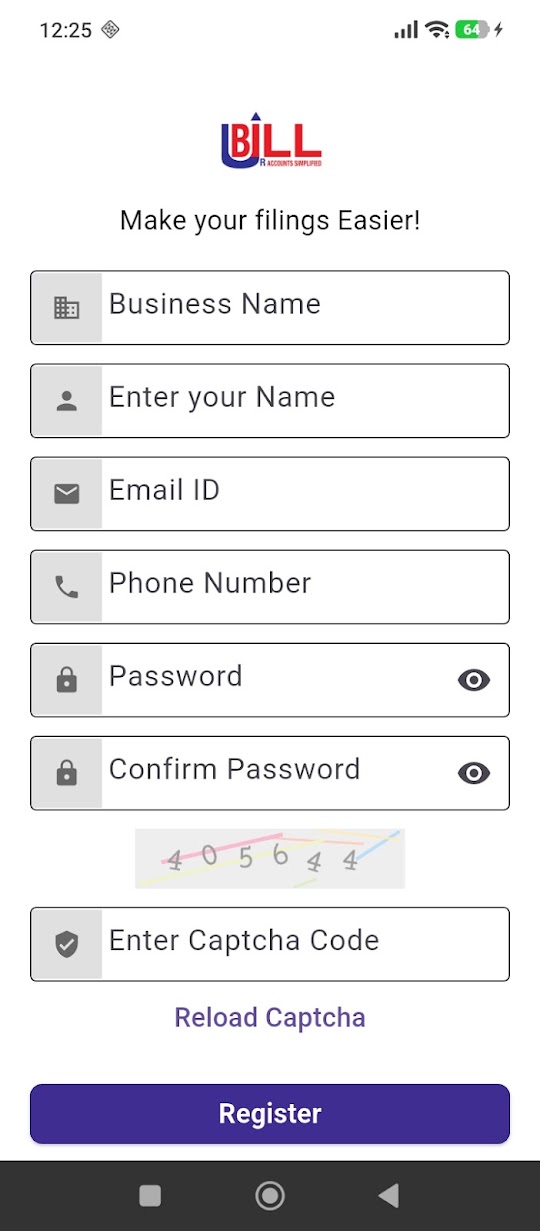 12:25
64
UBILL
R ACCOUNTS SIMPLIFIED
Make your filings Easier!
Business Name
Enter your Name
Email ID
Phone Number
Password
Confirm Password
405644
Enter Captcha Code
Reload Captcha
Register